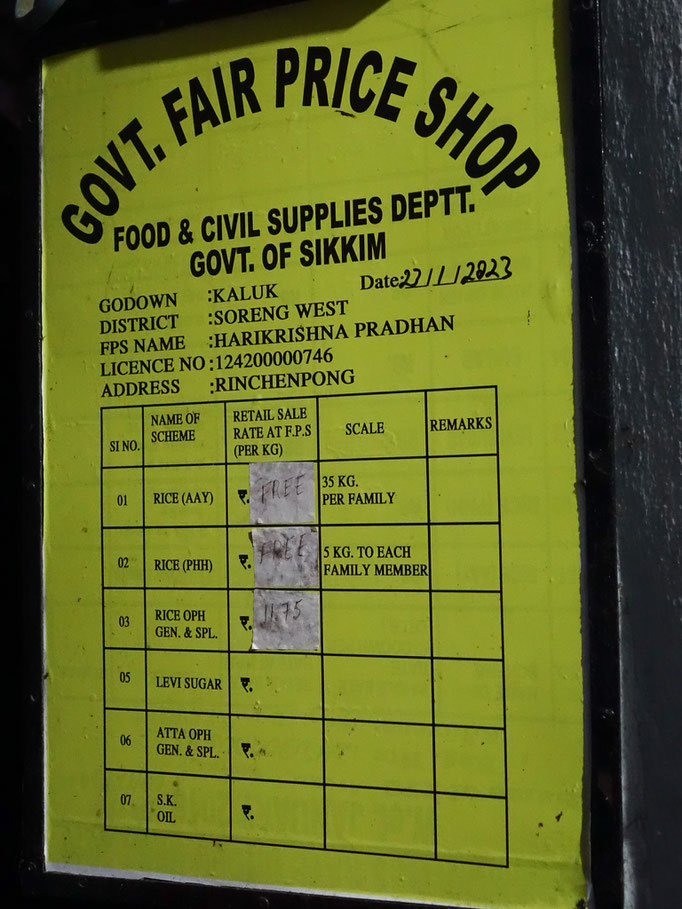 GOVT. FAIR PRICE SHOP
FOOD & CIVIL SUPPLIES DEPTT.
GOVT. OF SIKKIM
Date:27/1/2023
GODOWN :KALUK
DISTRICT :SORENG WEST
FPS NAME :HARIKRISHNA PRADHAN
LICENCE NO :124200000746
ADDRESS :RINCHENPONG
SI NO. NAME OF SCHEME RETAIL SALE RATE AT F.P.S (PER KG) SCALE REMARKS
01 RICE (AAY) रु. FREE 35 KG. PER FAMILY
02 RICE (PHH) रु. FREE 5 KG. TO EACH FAMILY MEMBER
03 RICE OPH GEN. & SPL. रु. 11.75
05 LEVI SUGAR रु.
06 ATTA OPH GEN. & SPL. रु.
07 S.K. OIL रु.